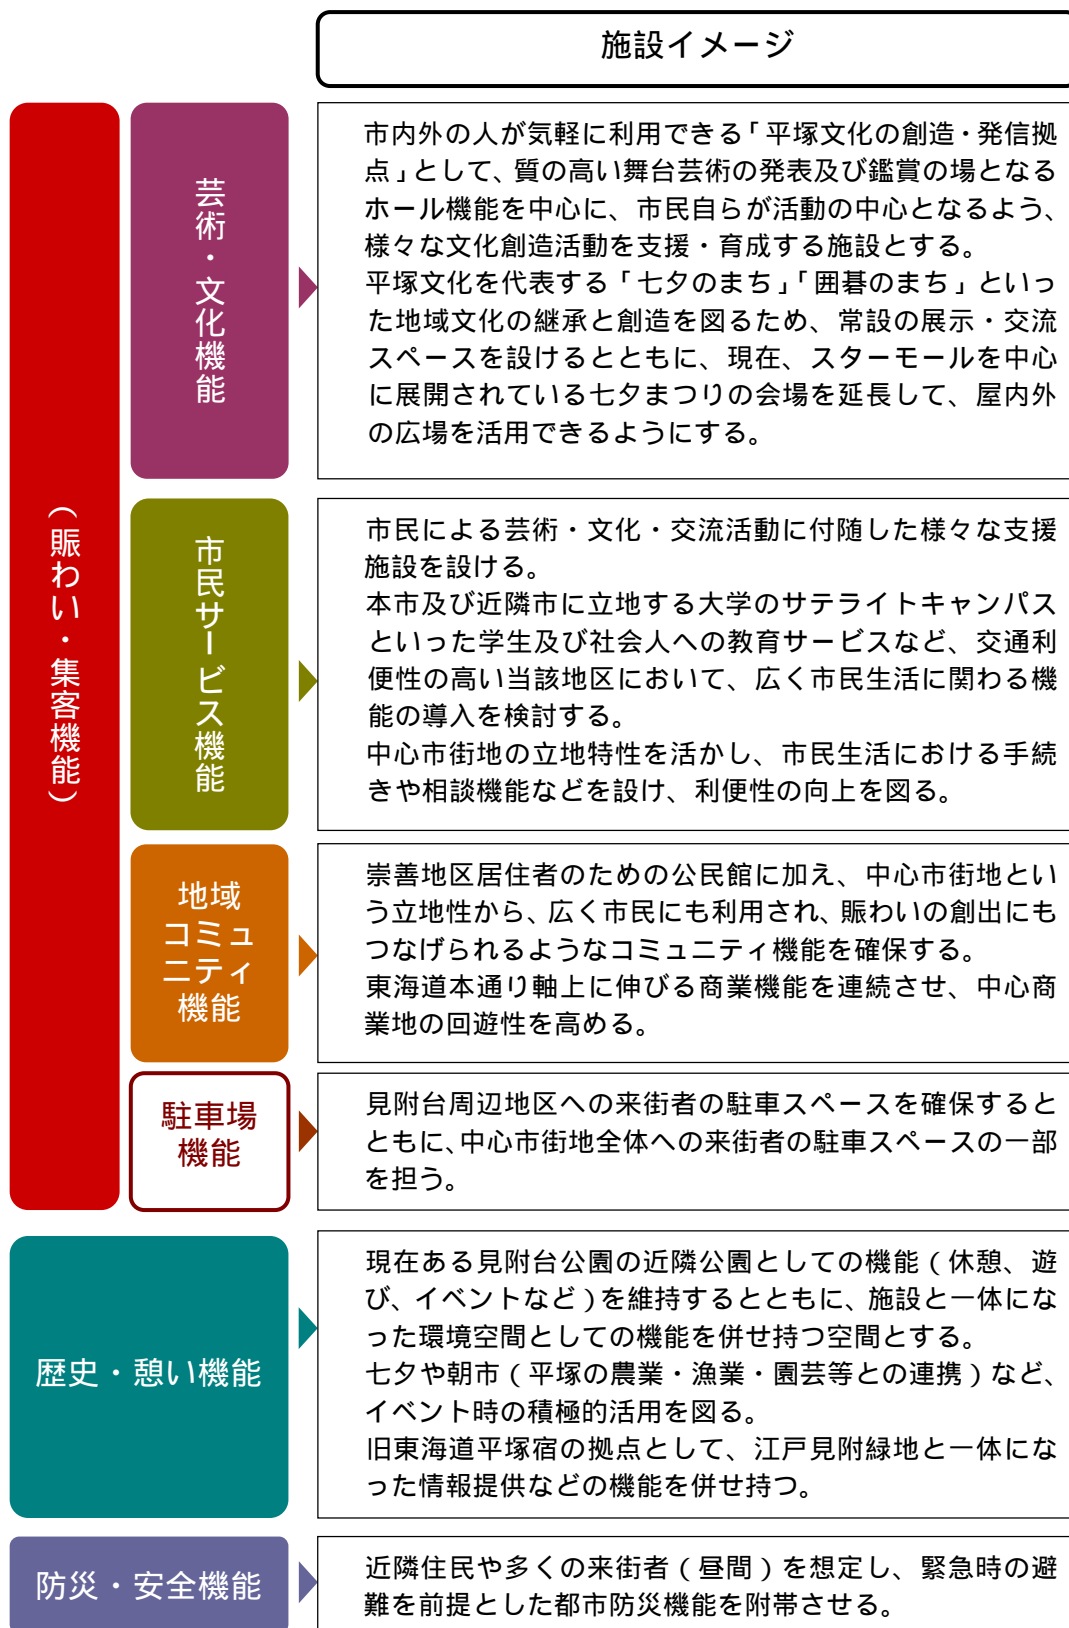 施設イメージ
（賑わい・集客機能）
芸術・文化機能
市内外の人が気軽に利用できる「平塚文化の創造・発信拠
点」として、質の高い舞台芸術の発表及び鑑賞の場となる
ホール機能を中心に、市民自らが活動の中心となるよう、
様々な文化創造活動を支援・育成する施設とする。
平塚文化を代表する「七夕のまち」「囲碁のまち」といっ
た地域文化の継承と創造を図るため、常設の展示・交流
スペースを設けるとともに、現在、スターモールを中心
に展開されている七夕まつりの会場を延長して、屋内外
の広場を活用できるようにする。
市民サービス機能
市民による芸術・文化・交流活動に付随した様々な支援
施設を設ける。
本市及び近隣市に立地する大学のサテライトキャンパス
といった学生及び社会人への教育サービスなど、交通利
便性の高い当該地区において、広く市民生活に関わる機
能の導入を検討する。
中心市街地の立地特性を活かし、市民生活における手続
きや相談機能などを設け、利便性の向上を図る。
地域
コミュ
ニティ
機能
崇善地区居住者のための公民館に加え、中心市街地とい
う立地性から、広く市民にも利用され、賑わいの創出にも
つなげられるようなコミュニティ機能を確保する。
東海道本通り軸上に伸びる商業機能を連続させ、中心商
業地の回遊性を高める。
駐車場
機能
見附台周辺地区への来街者の駐車スペースを確保すると
ともに、中心市街地全体への来街者の駐車スペースの一部
を担う。
歴史・憩い機能
現在ある見附台公園の近隣公園としての機能（休憩、遊
び、イベントなど）を維持するとともに、施設と一体にな
った環境空間としての機能を併せ持つ空間とする。
七夕や朝市（平塚の農業・漁業・園芸等との連携）など、
イベント時の積極的活用を図る。
旧東海道平塚宿の拠点として、江戸見附緑地と一体にな
った情報提供などの機能を併せ持つ。
防災・安全機能
近隣住民や多くの来街者（昼間）を想定し、緊急時の避
難を前提とした都市防災機能を附帯させる。